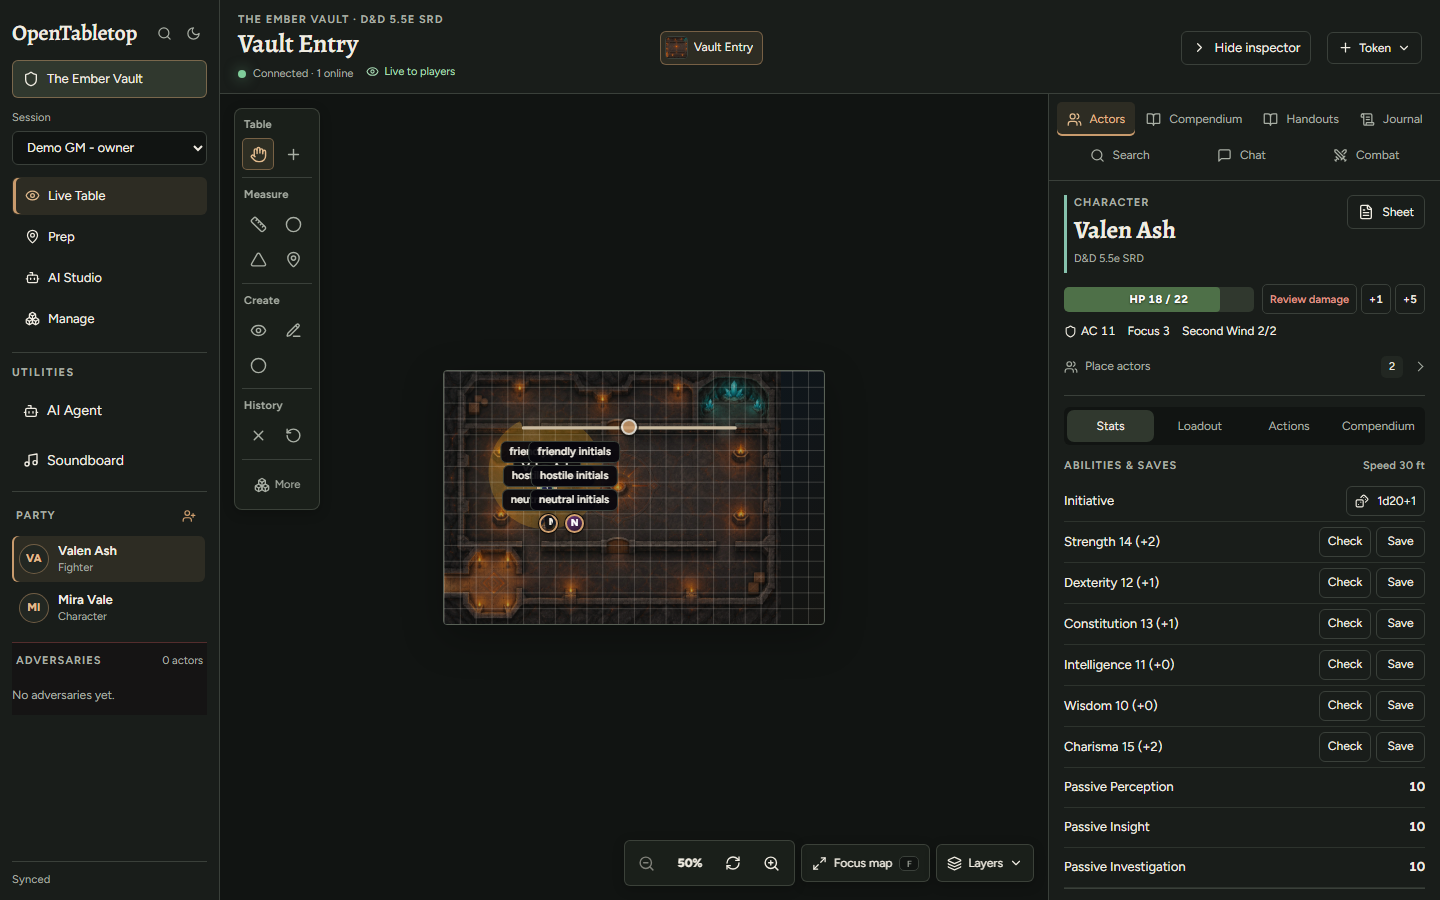 OpenTabletop
The Ember Vault
Session
Demo GM - owner
Live Table
Prep
AI Studio
Manage
UTILITIES
AI Agent
Soundboard
PARTY
VA
Valen Ash
Fighter
MI
Mira Vale
Character
ADVERSARIES
0 actors
No adversaries yet.
Synced
THE EMBER VAULT · D&D 5.5E SRD
Vault Entry
Connected · 1 online
Live to players
Vault Entry
Hide inspector
Token
Table
Measure
Create
History
More
friendly initials
hostile initials
neutral initials
N
50%
Focus map
F
Layers
Actors
Compendium
Handouts
Journal
Search
Chat
Combat
CHARACTER
Valen Ash
D&D 5.5e SRD
Sheet
HP 18 / 22
Review damage
+1
+5
AC 11
Focus 3
Second Wind 2/2
Place actors
2
Stats
Loadout
Actions
Compendium
ABILITIES & SAVES
Speed 30 ft
Initiative
1d20+1
Strength 14 (+2)
Check
Save
Dexterity 12 (+1)
Check
Save
Constitution 13 (+1)
Check
Save
Intelligence 11 (+0)
Check
Save
Wisdom 10 (+0)
Check
Save
Charisma 15 (+2)
Check
Save
Passive Perception
10
Passive Insight
10
Passive Investigation
10